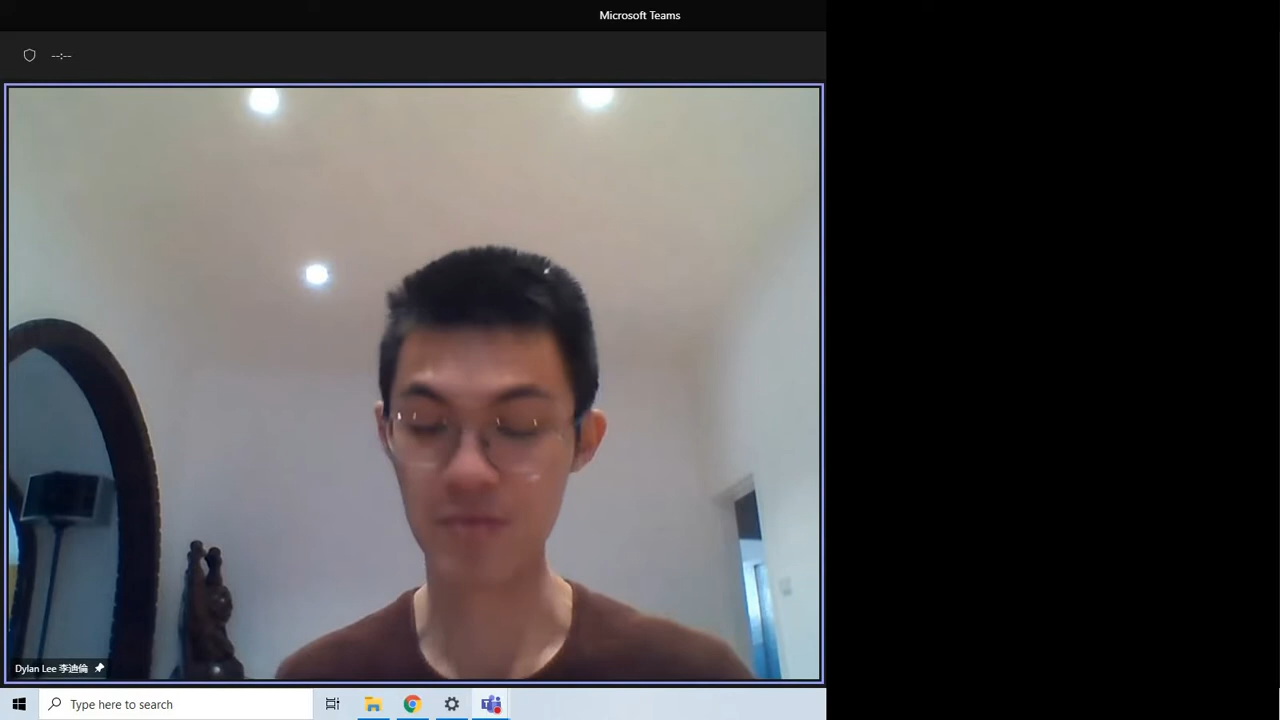 Microsoft Teams
--:--
Dylan Lee 李迪倫
Type here to search